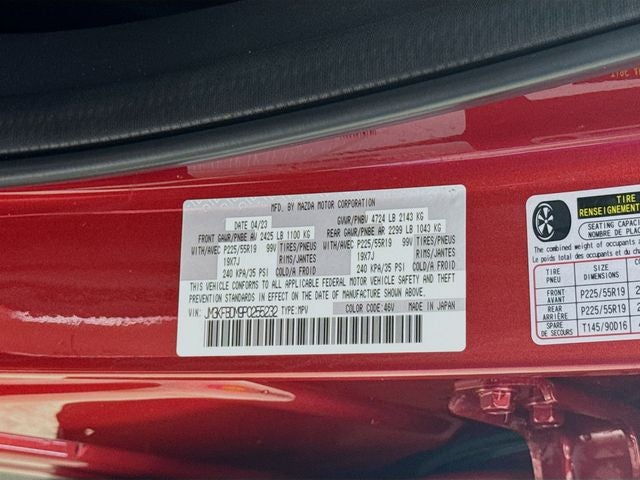 MFD. BY MAZDA MOTOR CORPORATION
DATE 04/23 GVWR/PNBV 4724 LB 2143 KG
FRONT GAWR/PNBE AV 2425 LB 1100 KG REAR GAWR/PNBE AR 2299 LB 1043 KG
WITH/AVEC P225/55R19 99V TIRES/PNEUS WITH/AVEC P225/55R19 99V TIRES/PNEUS
19X7J RIMS/JANTES 19X7J RIMS/JANTES
240 KPA/35 PSI COLD/A FROID 240 KPA/35 PSI COLD/A FROID
THIS VEHICLE CONFORMS TO ALL APPLICABLE FEDERAL MOTOR VEHICLE SAFETY AND THEFT
PREVENTION STANDARDS IN EFFECT ON THE DATE OF MANUFACTURE SHOWN ABOVE.
MADE IN JAPAN
VIN: JM3KFBDM9P0255232 TYPE:MPV COLOR CODE:46V
TIRE
RENSEIGNEMENT
SEATING CAPACI
NOMBRE DE PLAC
The combined weight of occupants
Le poids total des occupants et du
TIRE PNEU SIZE DIMENSIONS
FRONT AVANT P225/55R19 2
REAR P225/55R19 2
SPARE DE SECOURS T145/90D16